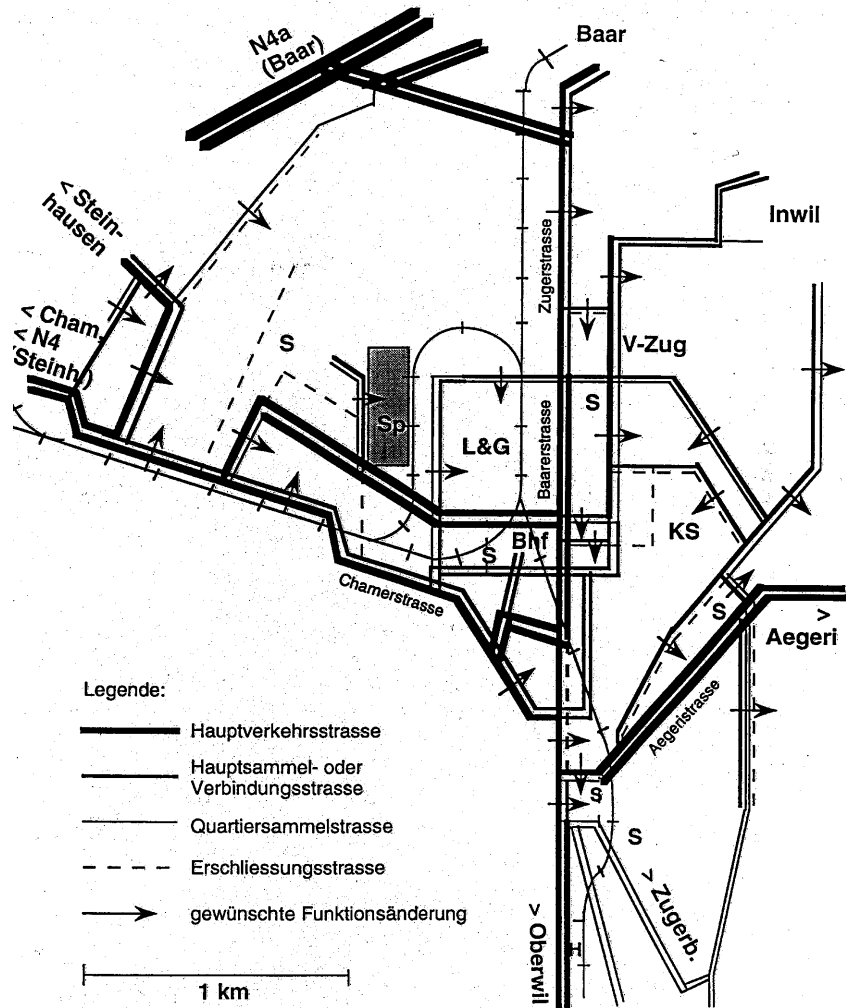 N4a
(Baar)
Baar
< Stein-
hausen
Inwil
< Cham,
< N4
(Steinh.)
Zugerstrasse
S
V-Zug
Sp
L&G
Baarerstrasse
S
KS
S
Bhf
Chamerstrasse
S
>
Aegeri
Aegeristrasse
Legende:
Hauptverkehrsstrasse
Hauptsammel- oder
Verbindungsstrasse
Quartiersammelstrasse
Erschliessungsstrasse
gewünschte Funktionsänderung
S
S
> Zugerb.
> Oberwil
1 km